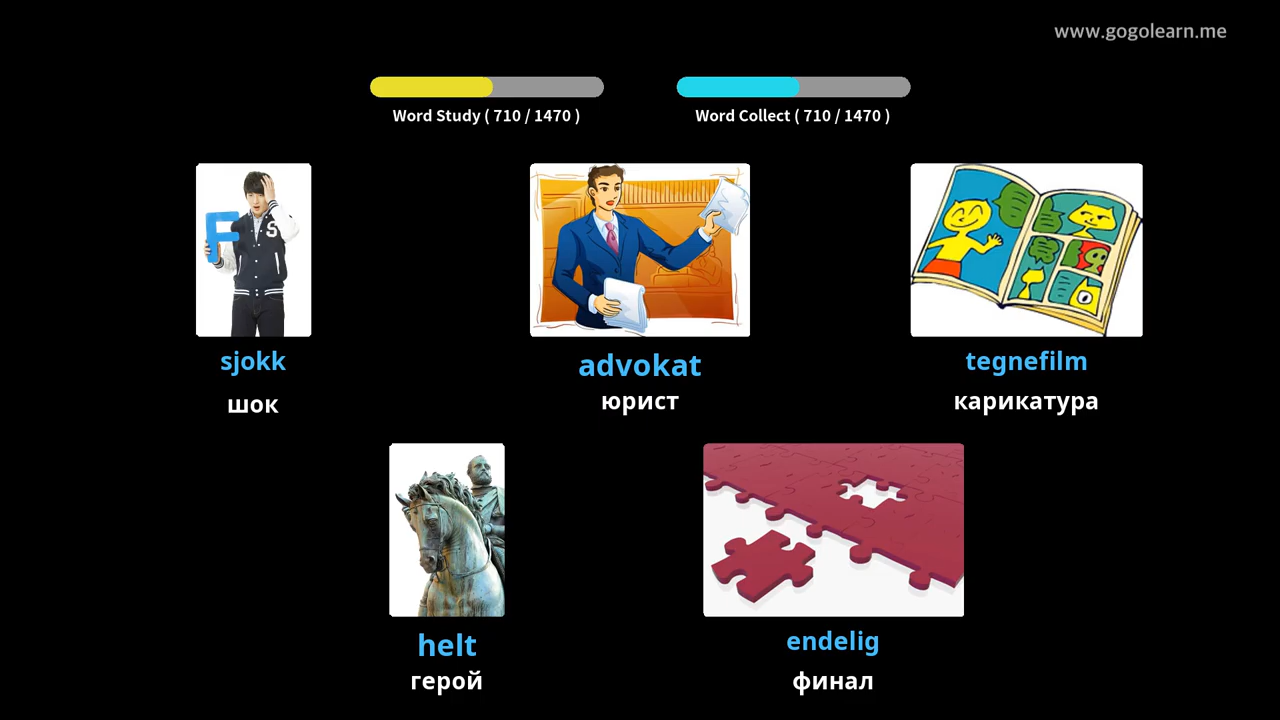 www.gogolearn.me
Word Study ( 710 / 1470 )
Word Collect ( 710 / 1470 )
F
S
sjokk
шок
advokat
юрист
tegnefilm
карикатура
helt
герой
endelig
финал